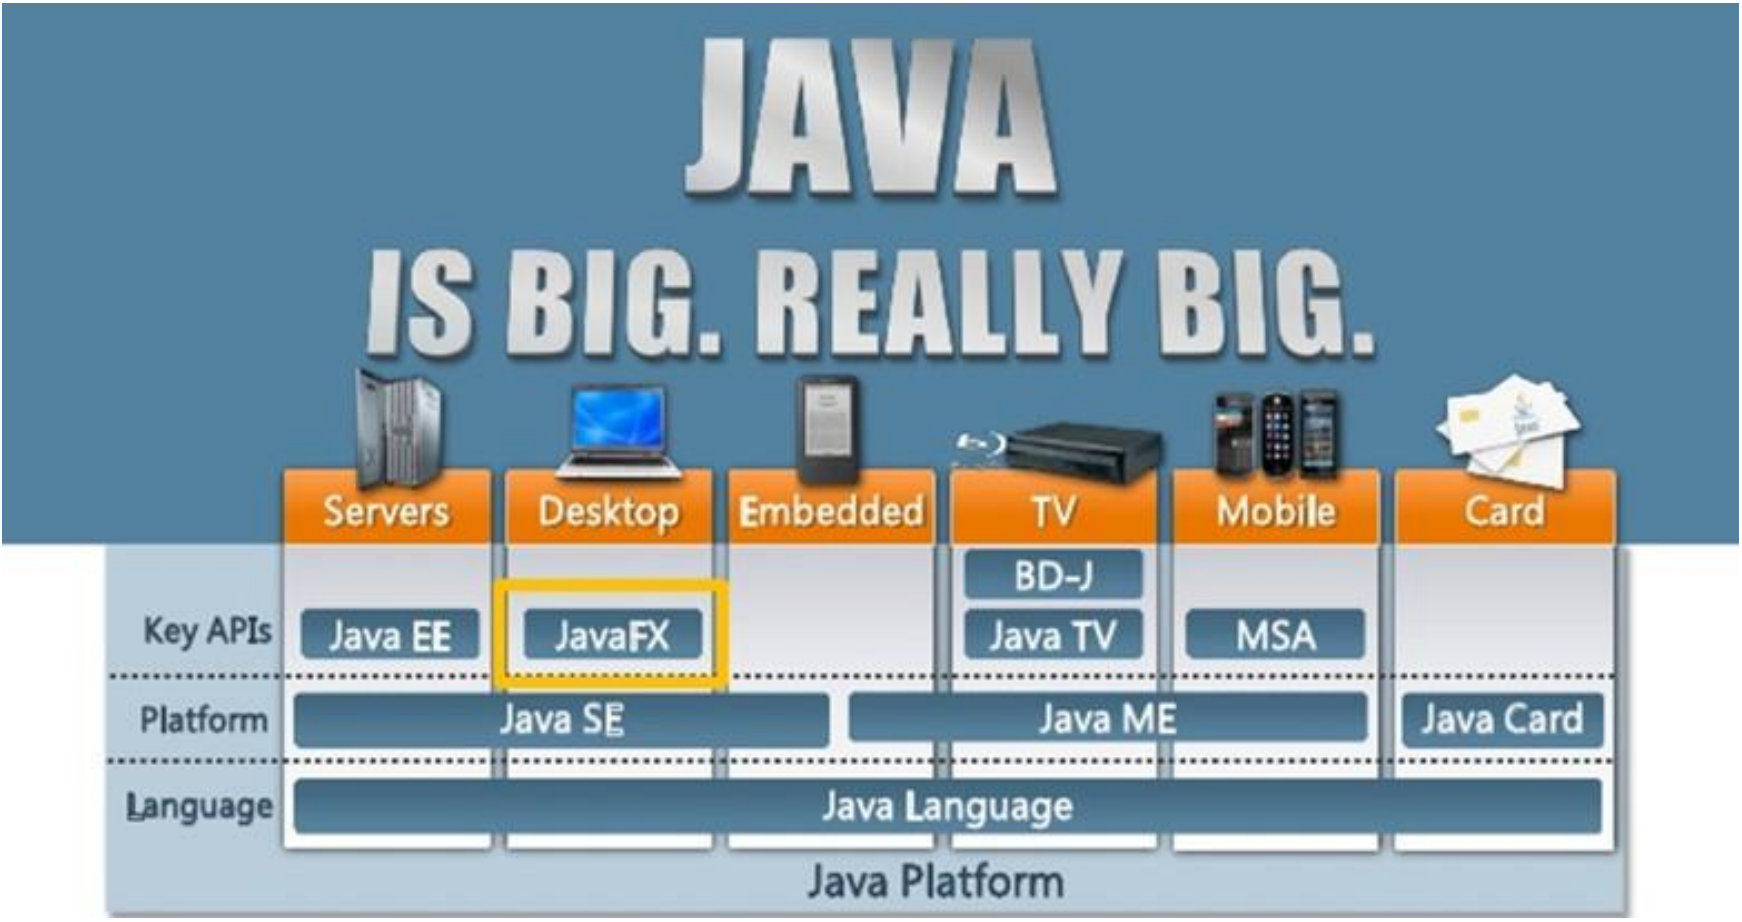 JAVA
IS BIG. REALLY BIG.
Servers Desktop Embedded TV Mobile Card
BD-J
Key APIs Java EE JavaFX Java TV MSA
Platform Java SE Java ME Java Card
Language Java Language
Java Platform